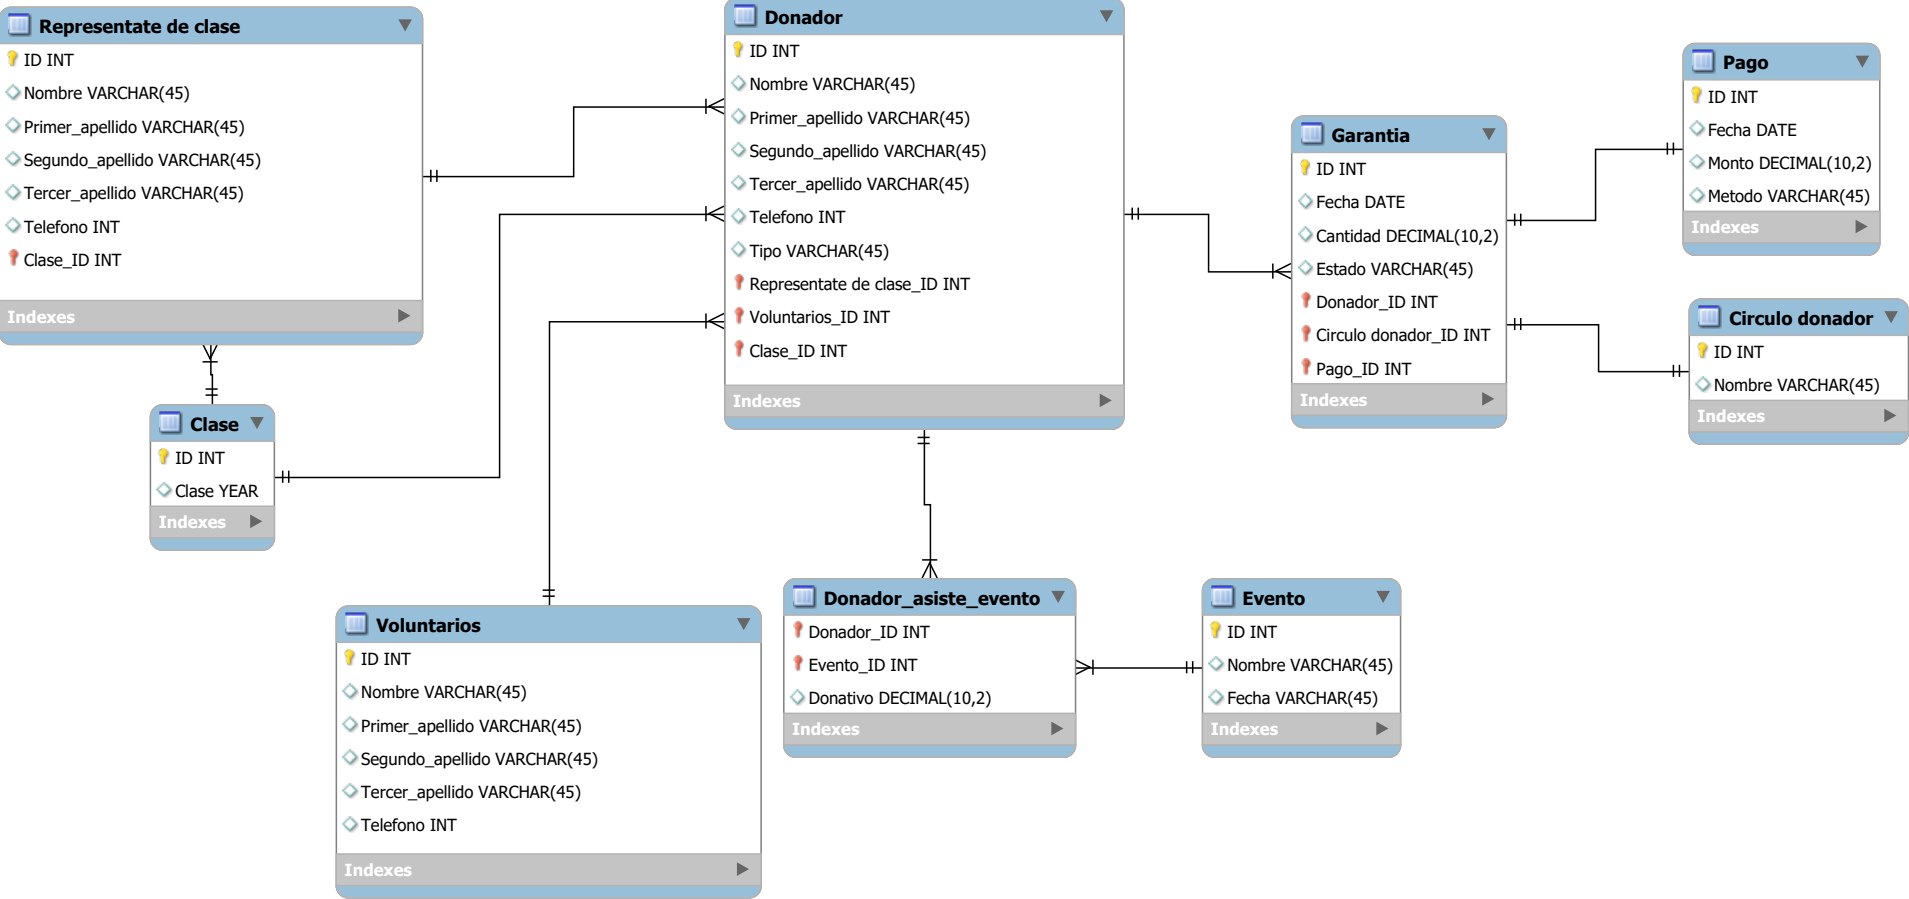 Representate de clase
ID INT
Nombre VARCHAR(45)
Primer_apellido VARCHAR(45)
Segundo_apellido VARCHAR(45)
Tercer_apellido VARCHAR(45)
Telefono INT
Clase_ID INT
Indexes
Donador
ID INT
Nombre VARCHAR(45)
Primer_apellido VARCHAR(45)
Segundo_apellido VARCHAR(45)
Tercer_apellido VARCHAR(45)
Telefono INT
Tipo VARCHAR(45)
Representate de clase_ID INT
Voluntarios_ID INT
Clase_ID INT
Indexes
Garantia
ID INT
Fecha DATE
Cantidad DECIMAL(10,2)
Estado VARCHAR(45)
Donador_ID INT
Circulo donador_ID INT
Pago_ID INT
Indexes
Pago
ID INT
Fecha DATE
Monto DECIMAL(10,2)
Metodo VARCHAR(45)
Indexes
Circulo donador
ID INT
Nombre VARCHAR(45)
Indexes
Clase
ID INT
Clase YEAR
Indexes
Voluntarios
ID INT
Nombre VARCHAR(45)
Primer_apellido VARCHAR(45)
Segundo_apellido VARCHAR(45)
Tercer_apellido VARCHAR(45)
Telefono INT
Indexes
Donador_asiste_evento
Donador_ID INT
Evento_ID INT
Donativo DECIMAL(10,2)
Indexes
Evento
ID INT
Nombre VARCHAR(45)
Fecha VARCHAR(45)
Indexes